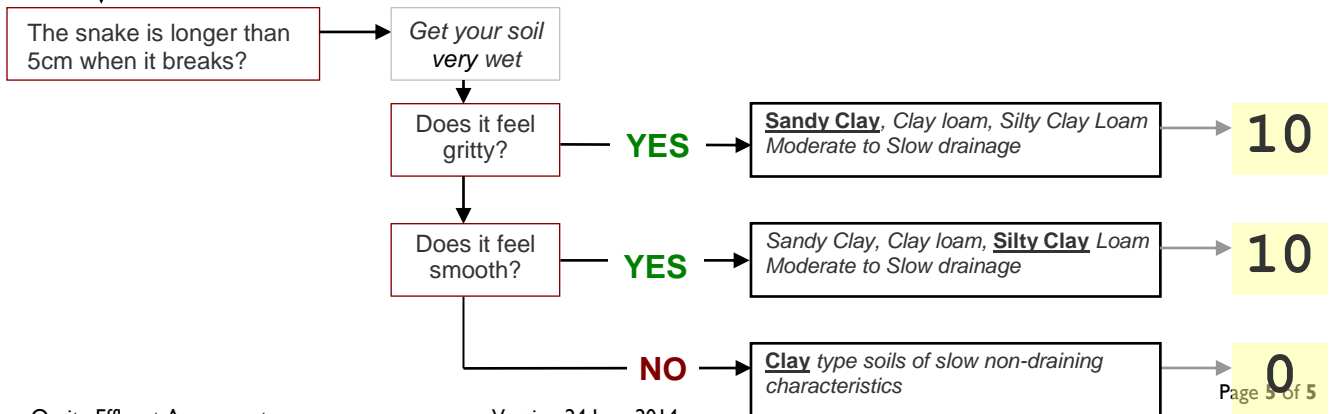 The snake is longer than
5cm when it breaks?
Get your soil
very wet
Does it feel
gritty?
YES
Sandy Clay, Clay loam, Silty Clay Loam
Moderate to Slow drainage
10
Does it feel
smooth?
YES
Sandy Clay, Clay loam, Silty Clay Loam
Moderate to Slow drainage
10
NO
Clay type soils of slow non-draining
characteristics
0
Page 5 of 5